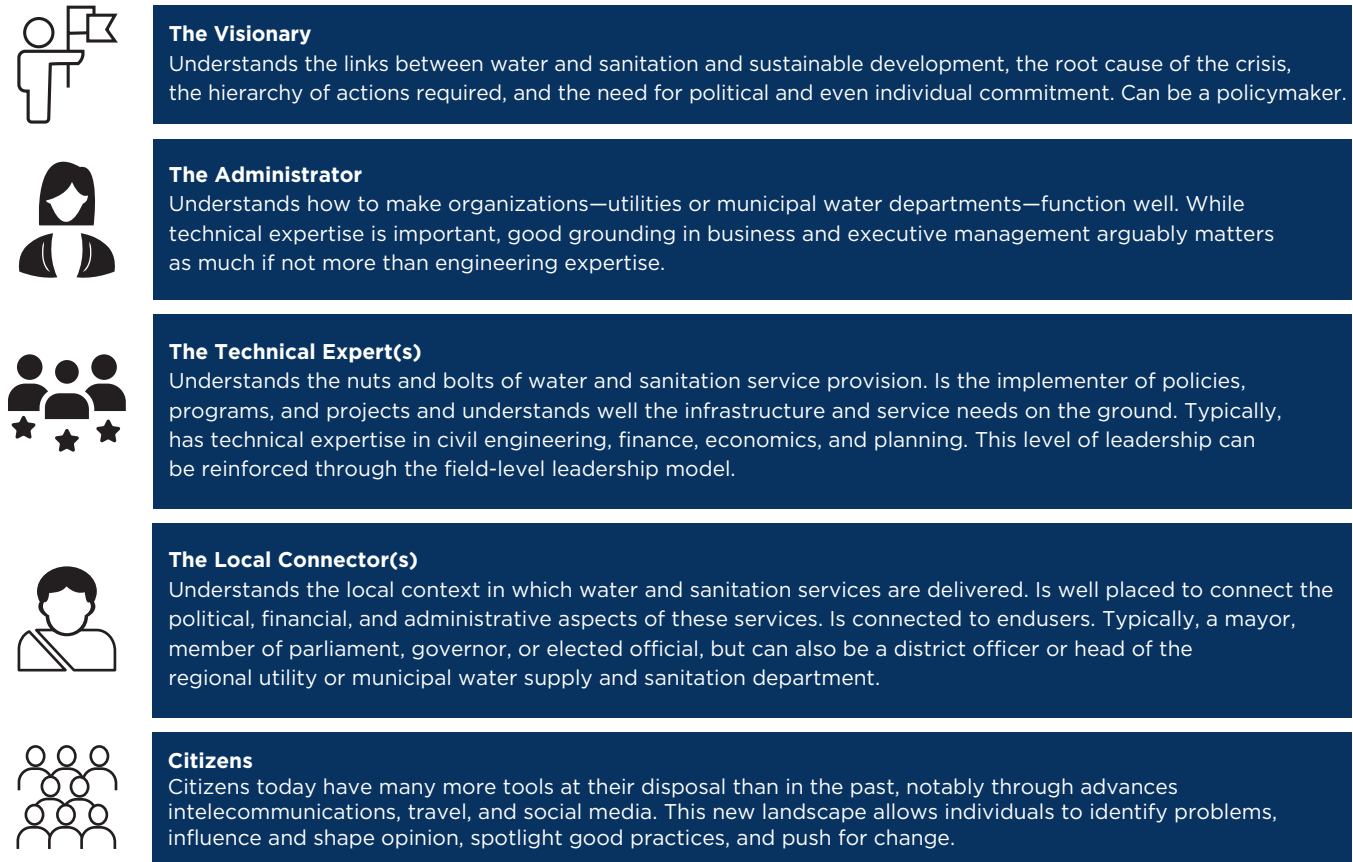 The Visionary
Understands the links between water and sanitation and sustainable development, the root cause of the crisis,
the hierarchy of actions required, and the need for political and even individual commitment. Can be a policymaker.
The Administrator
Understands how to make organizations—utilities or municipal water departments—function well. While
technical expertise is important, good grounding in business and executive management arguably matters
as much if not more than engineering expertise.
The Technical Expert(s)
Understands the nuts and bolts of water and sanitation service provision. Is the implementer of policies,
programs, and projects and understands well the infrastructure and service needs on the ground. Typically,
has technical expertise in civil engineering, finance, economics, and planning. This level of leadership can
be reinforced through the field-level leadership model.
The Local Connector(s)
Understands the local context in which water and sanitation services are delivered. Is well placed to connect the
political, financial, and administrative aspects of these services. Is connected to endusers. Typically, a mayor,
member of parliament, governor, or elected official, but can also be a district officer or head of the
regional utility or municipal water supply and sanitation department.
Citizens
Citizens today have many more tools at their disposal than in the past, notably through advances
intelecommunications, travel, and social media. This new landscape allows individuals to identify problems,
influence and shape opinion, spotlight good practices, and push for change.